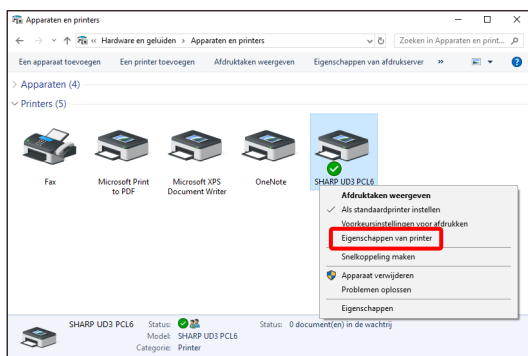 Apparaten en printers
« Hardware en geluiden > Apparaten en printers
Zoeken in Apparaten en print...
Een apparaat toevoegen Een printer toevoegen Afdruktaken weergeven Eigenschappen van afdrukserver »
> Apparaten (4)
Printers (5)
Fax
Microsoft Print
to PDF
Microsoft XPS
Document Writer
OneNote
SHARP UD3 PCL6
Afdruktaken weergeven
Als standaardprinter instellen
Voorkeursinstellingen voor afdrukken
Eigenschappen van printer
Snelkoppeling maken
Apparaat verwijderen
Problemen oplossen
Eigenschappen
SHARP UD3 PCL6 Status: Status: 0 document(en) in de wachtrij
Model: SHARP UD3 PCL6
Categorie: Printer